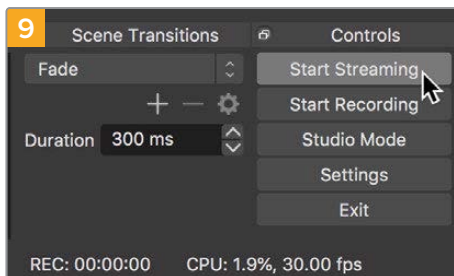 9
Scene Transitions
Fade
Duration 300 ms
Controls
Start Streaming
Start Recording
Studio Mode
Settings
Exit
REC: 00:00:00 CPU: 1.9%, 30.00 fps